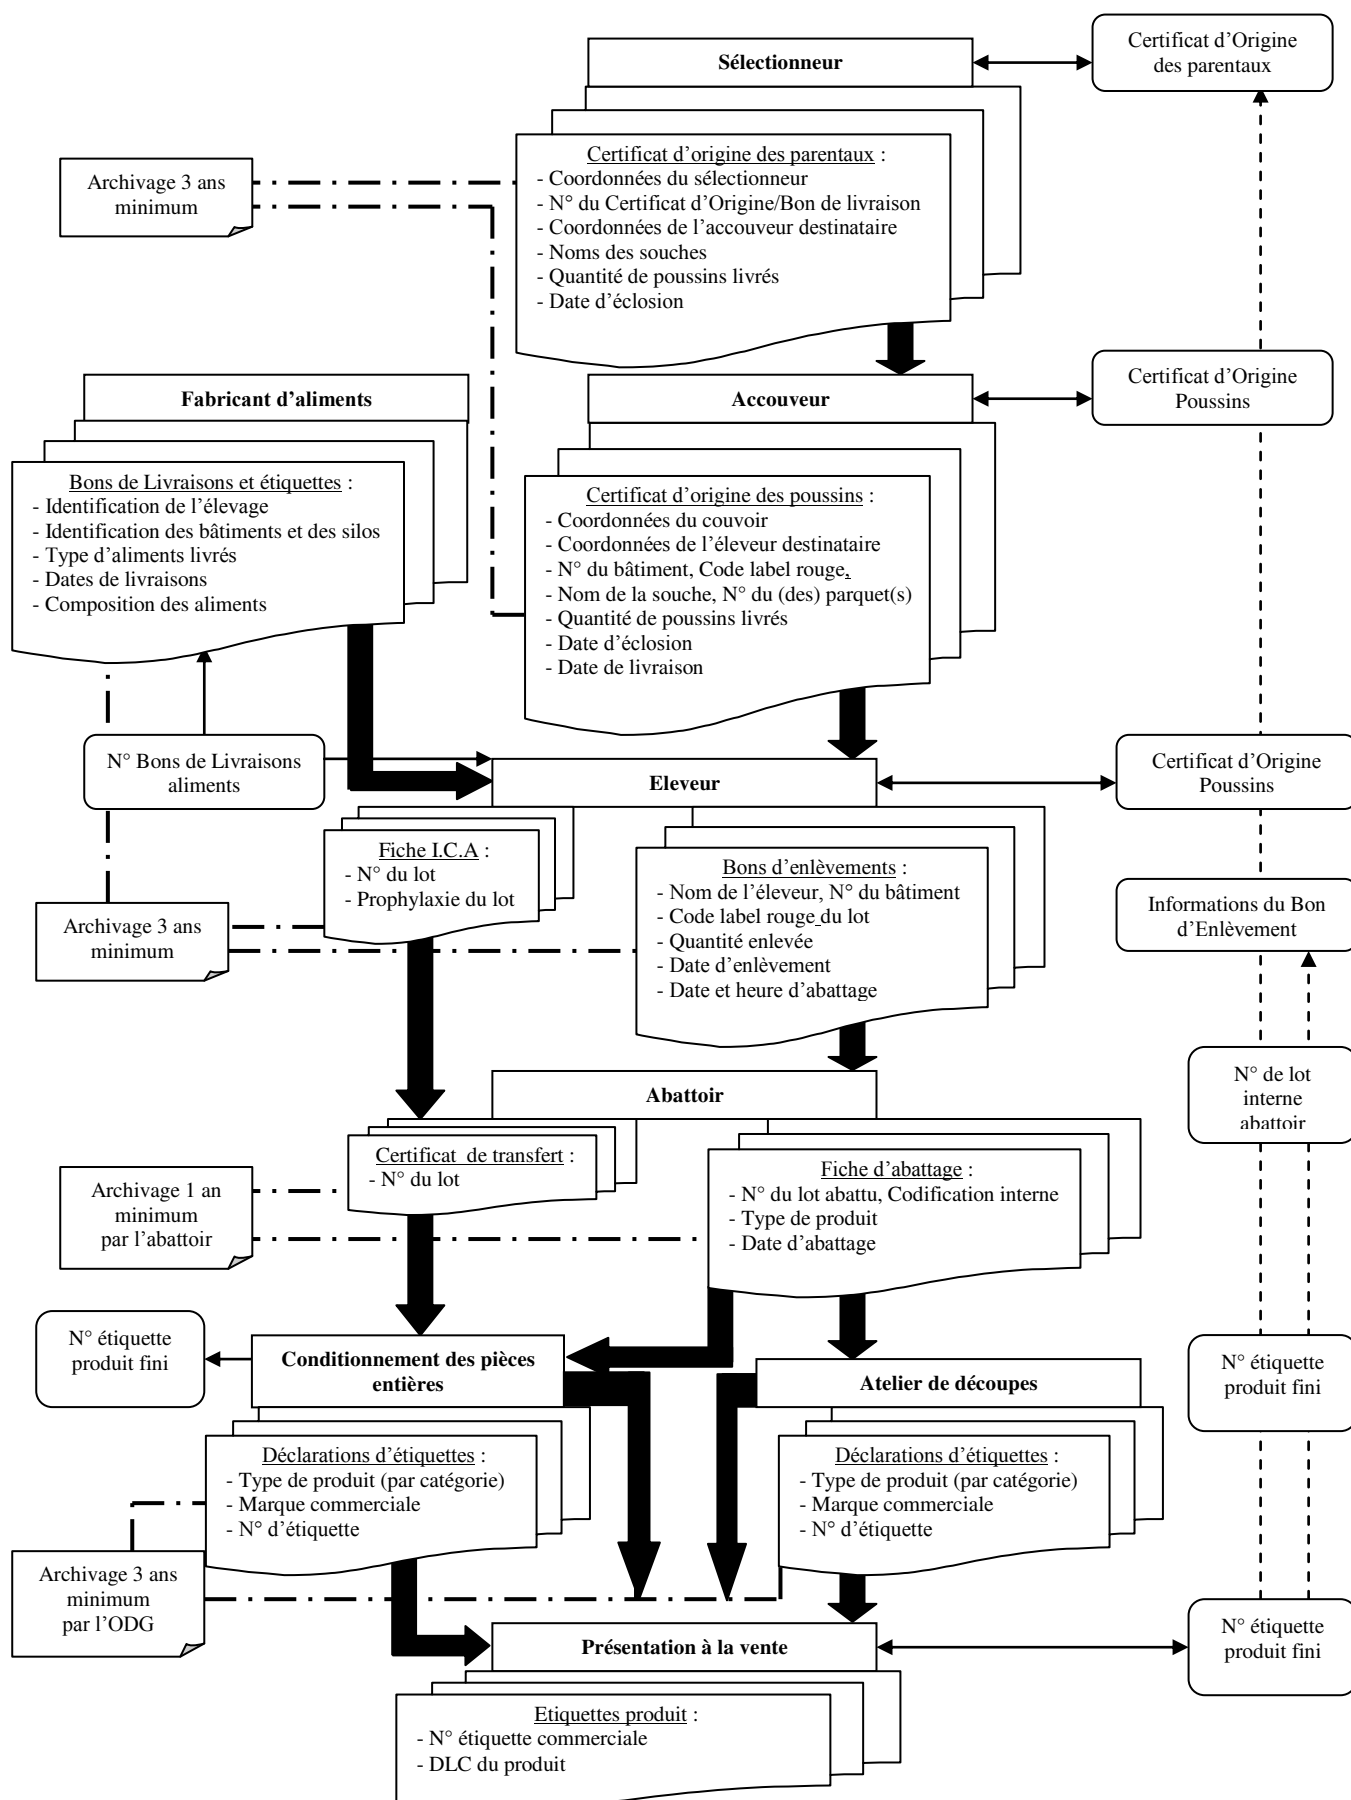 Sélectionneur
Certificat d'Origine
des parentaux
Certificat d'origine des parentaux :
- Coordonnées du sélectionneur
- N° du Certificat d'Origine/Bon de livraison
- Coordonnées de l'accouveur destinataire
- Noms des souches
- Quantité de poussins livrés
- Date d'éclosion
Archivage 3 ans
minimum
Fabricant d'aliments
Accouveur
Certificat d'Origine
Poussins
Bons de Livraisons et étiquettes :
- Identification de l'élevage
- Identification des bâtiments et des silos
- Type d'aliments livrés
- Dates de livraisons
- Composition des aliments
Certificat d'origine des poussins :
- Coordonnées du couvoir
- Coordonnées de l'éleveur destinataire
- N° du bâtiment, Code label rouge,
- Nom de la souche, N° du (des) parquet(s)
- Quantité de poussins livrés
- Date d'éclosion
- Date de livraison
N° Bons de Livraisons
aliments
Eleveur
Certificat d'Origine
Poussins
Fiche I.C.A :
- N° du lot
- Prophylaxie du lot
Bons d'enlèvements :
- Nom de l'éleveur, N° du bâtiment
- Code label rouge du lot
- Quantité enlevée
- Date d'enlèvement
- Date et heure d'abattage
Informations du Bon
d'Enlèvement
Archivage 3 ans
minimum
Abattoir
N° de lot
interne
abattoir
Certificat de transfert :
- N° du lot
Fiche d'abattage :
- N° du lot abattu, Codification interne
- Type de produit
- Date d'abattage
Archivage 1 an
minimum
par l'abattoir
N° étiquette
produit fini
Conditionnement des pièces
entières
Atelier de découpes
N° étiquette
produit fini
Déclarations d'étiquettes :
- Type de produit (par catégorie)
- Marque commerciale
- N° d'étiquette
Déclarations d'étiquettes :
- Type de produit (par catégorie)
- Marque commerciale
- N° d'étiquette
Archivage 3 ans
minimum
par l'ODG
Présentation à la vente
N° étiquette
produit fini
Etiquettes produit :
- N° étiquette commerciale
- DLC du produit